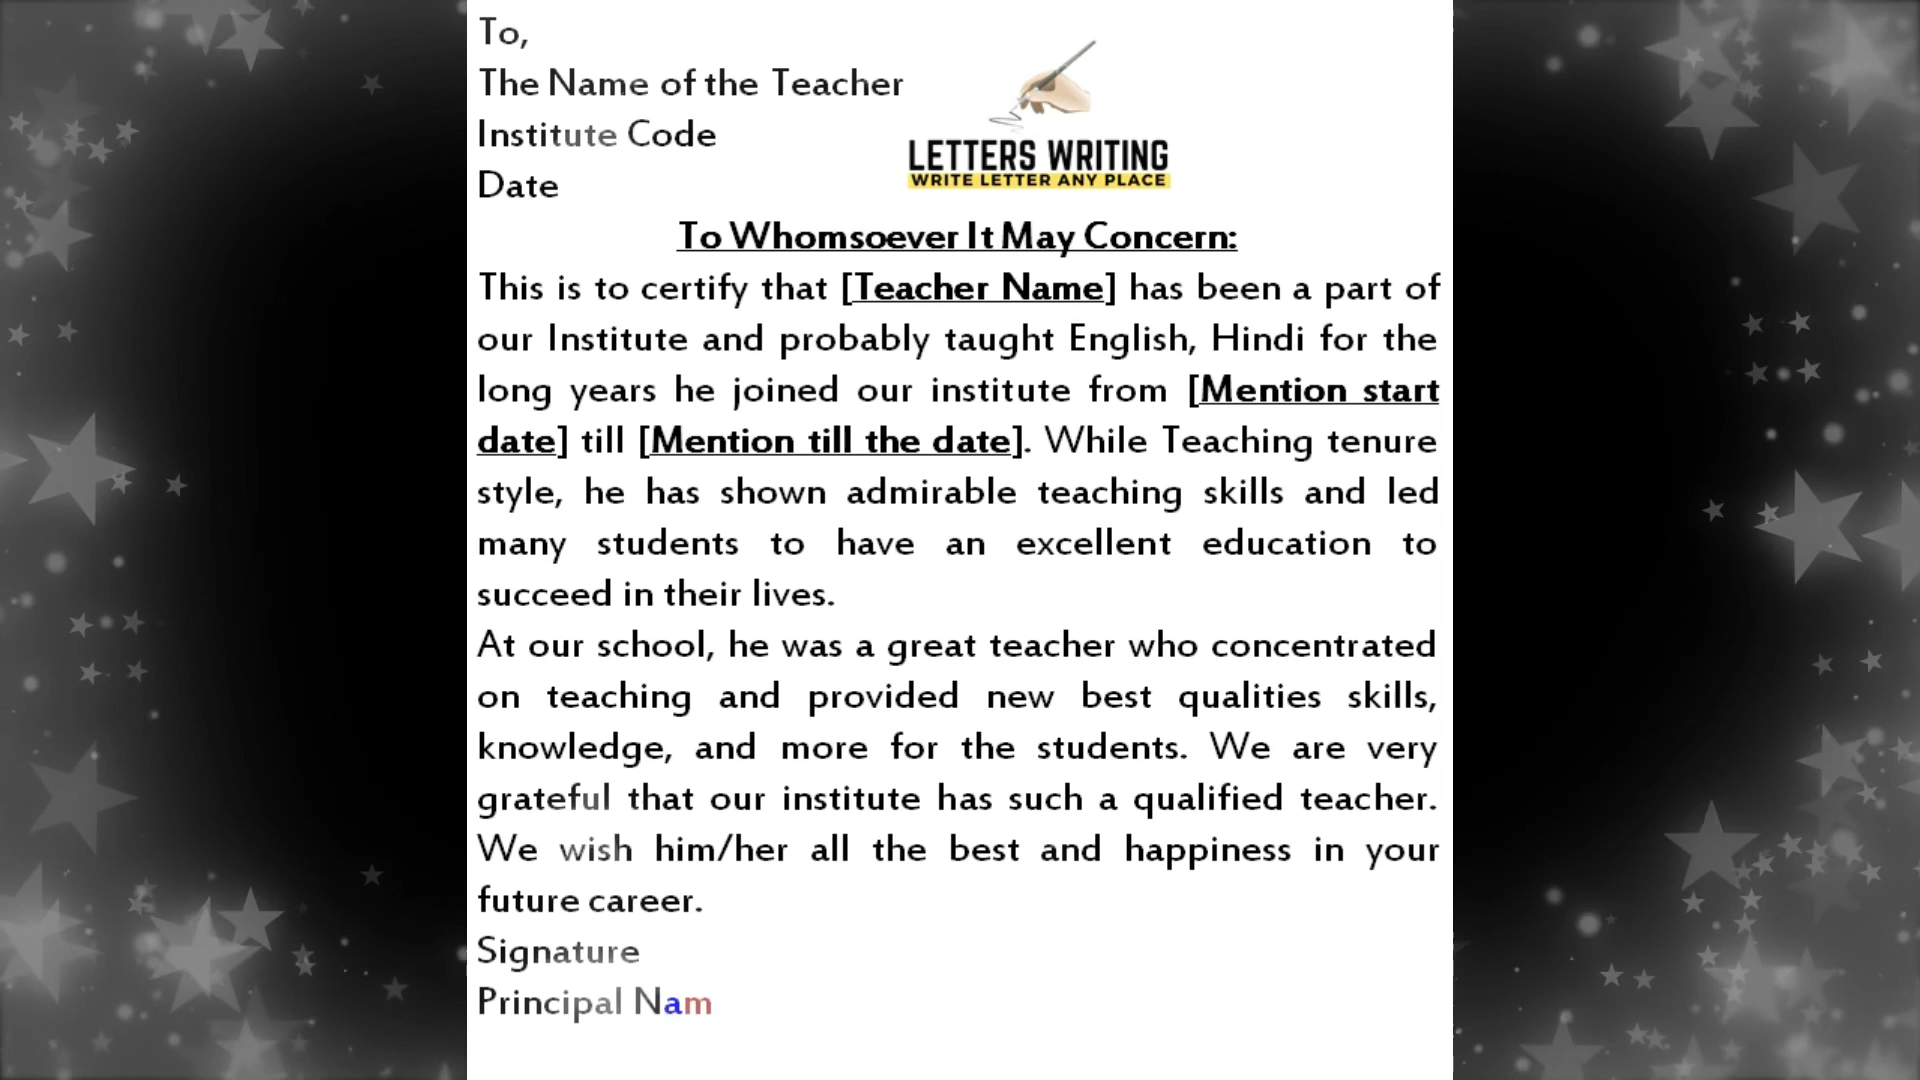 To,
The Name of the Teacher
Institute Code
Date
LETTERS WRITING
WRITE LETTER ANY PLACE
To Whomsoever It May Concern:
This is to certify that [Teacher Name] has been a part of
our Institute and probably taught English, Hindi for the
long years he joined our institute from [Mention start
date] till [Mention till the date]. While Teaching tenure
style, he has shown admirable teaching skills and led
many students to have an excellent education to
succeed in their lives.
At our school, he was a great teacher who concentrated
on teaching and provided new best qualities skills,
knowledge, and more for the students. We are very
grateful that our institute has such a qualified teacher.
We wish him/her all the best and happiness in your
future career.
Signature
Principal Nam